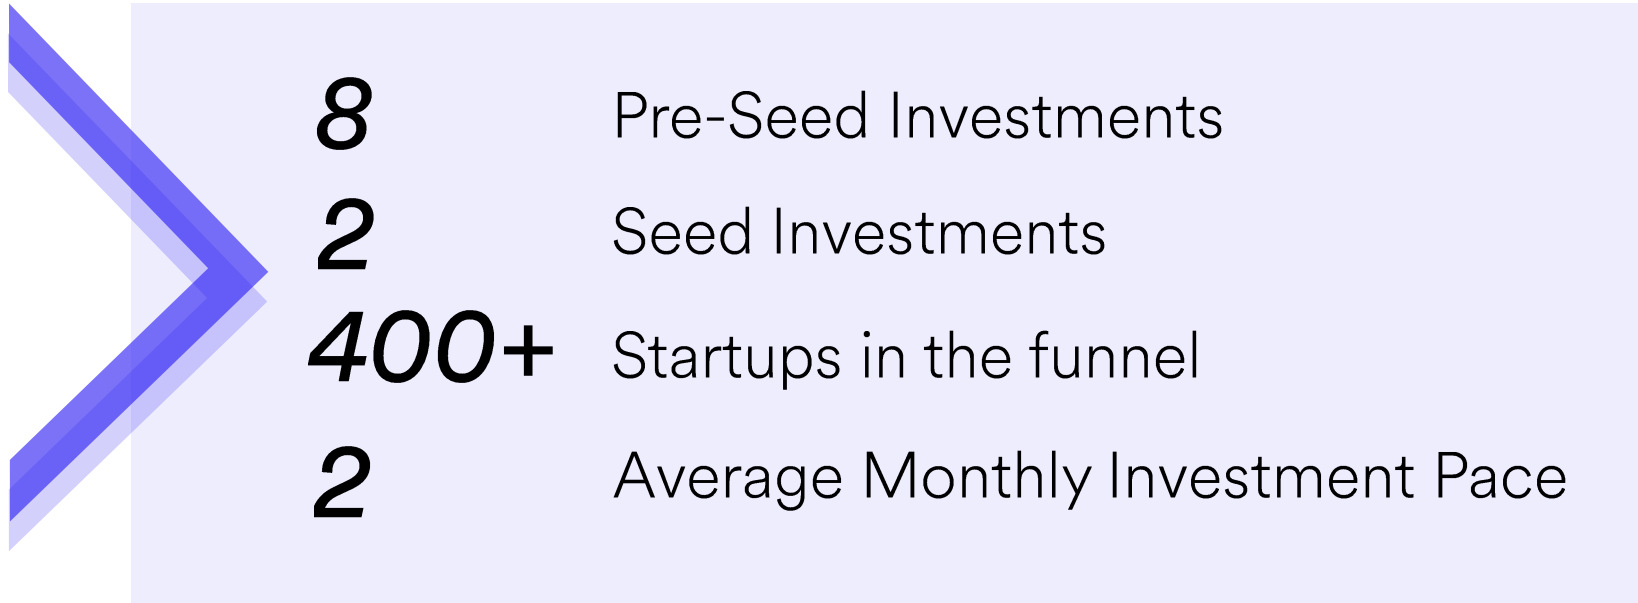 8 Pre-Seed Investments
2 Seed Investments
400+ Startups in the funnel
2 Average Monthly Investment Pace